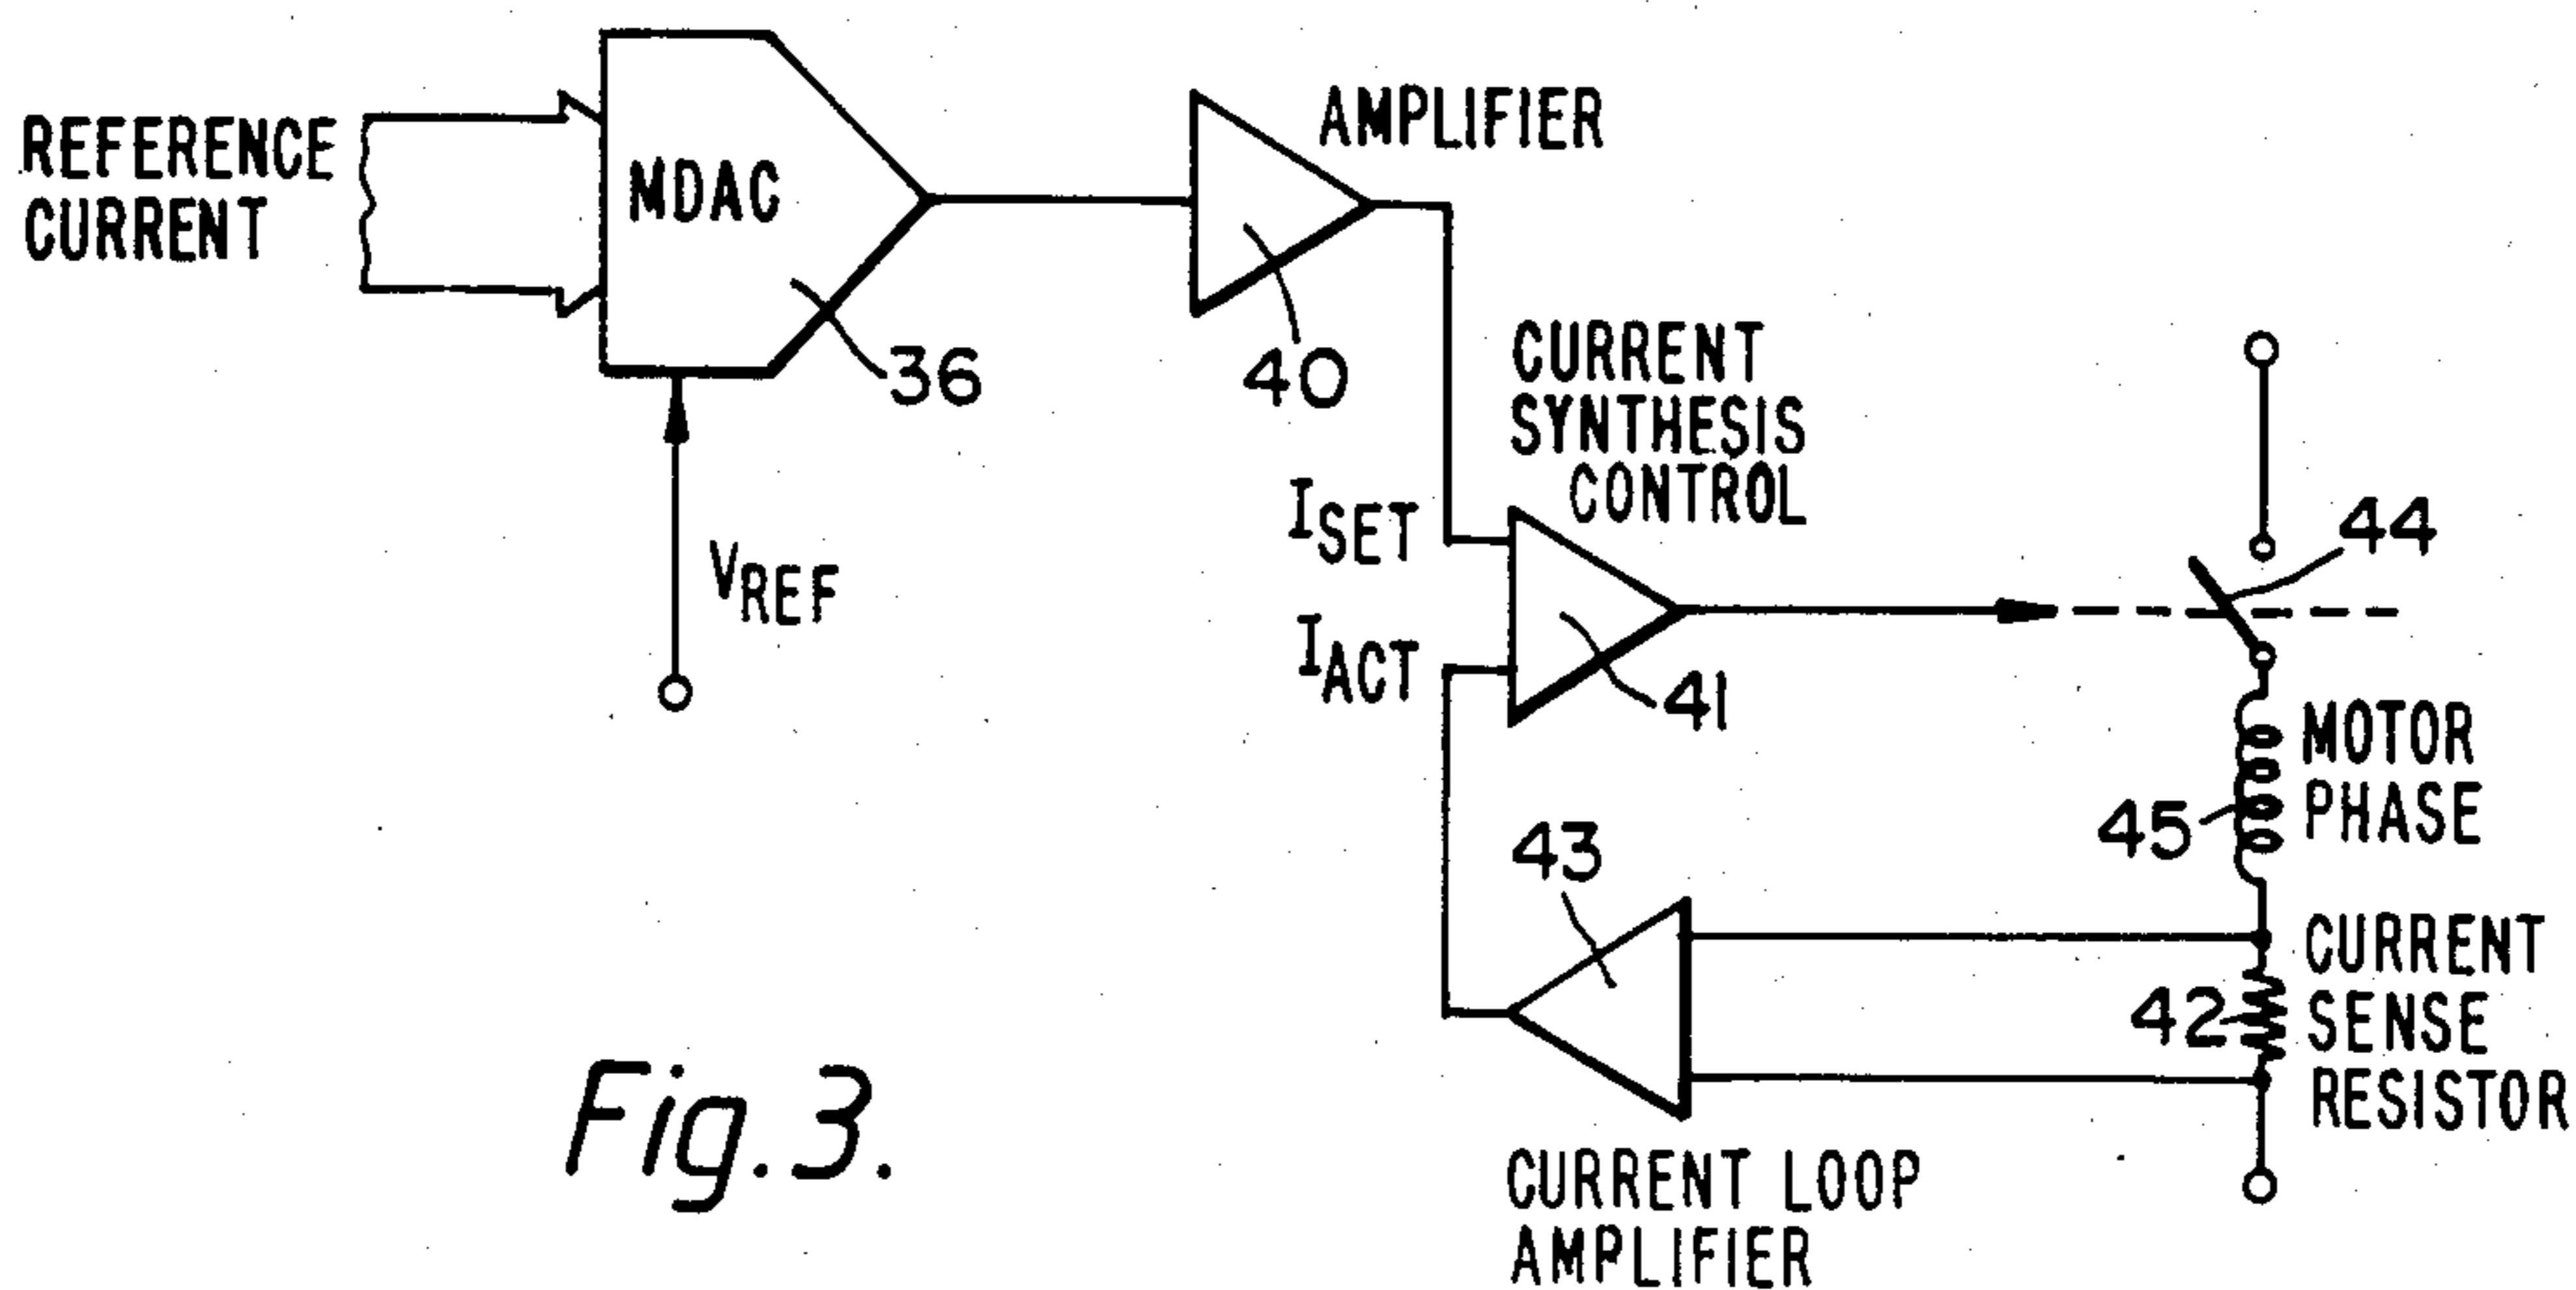 REFERENCE
CURRENT
MDAC
36
VREF
AMPLIFIER
40
CURRENT
SYNTHESIS
CONTROL
ISET
IACT
41
44
MOTOR
PHASE
45
43
CURRENT
SENSE
RESISTOR
42
CURRENT LOOP
AMPLIFIER
Fig. 3.